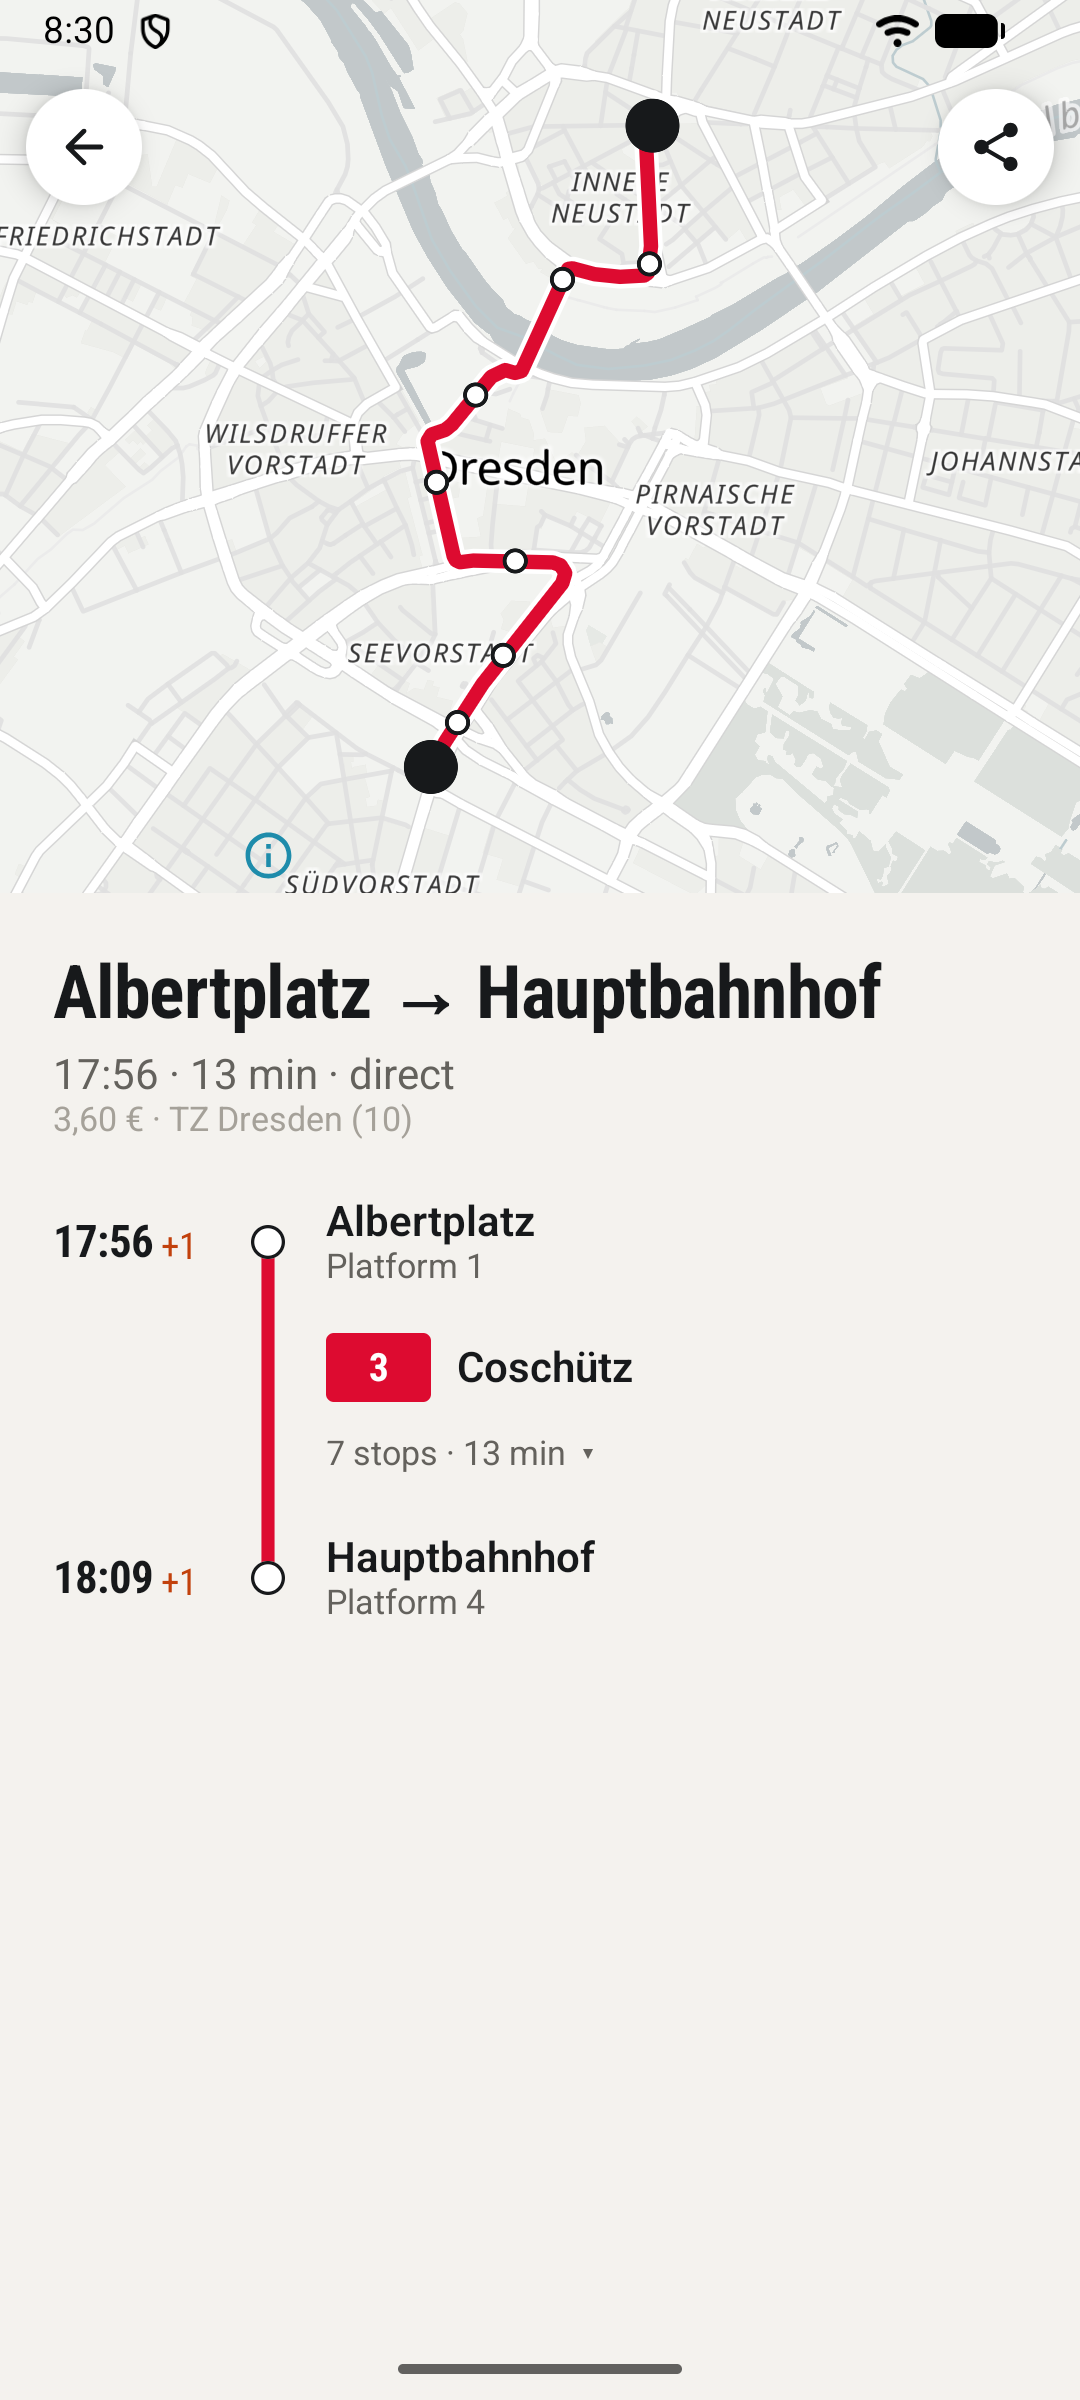 8:30
NEUSTADT
INNERE
NEUSTADT
FRIEDRICHSTADT
WILSDRUFFER
VORSTADT
Dresden
JOHANNSTA
PIRNAISCHE
VORSTADT
SEEVORSTADT
SÜDVORSTADT
Albertplatz → Hauptbahnhof
17:56 · 13 min · direct
3,60 € · TZ Dresden (10)
17:56 +1 Albertplatz
Platform 1
3 Coschütz
7 stops · 13 min ▾
18:09 +1 Hauptbahnhof
Platform 4